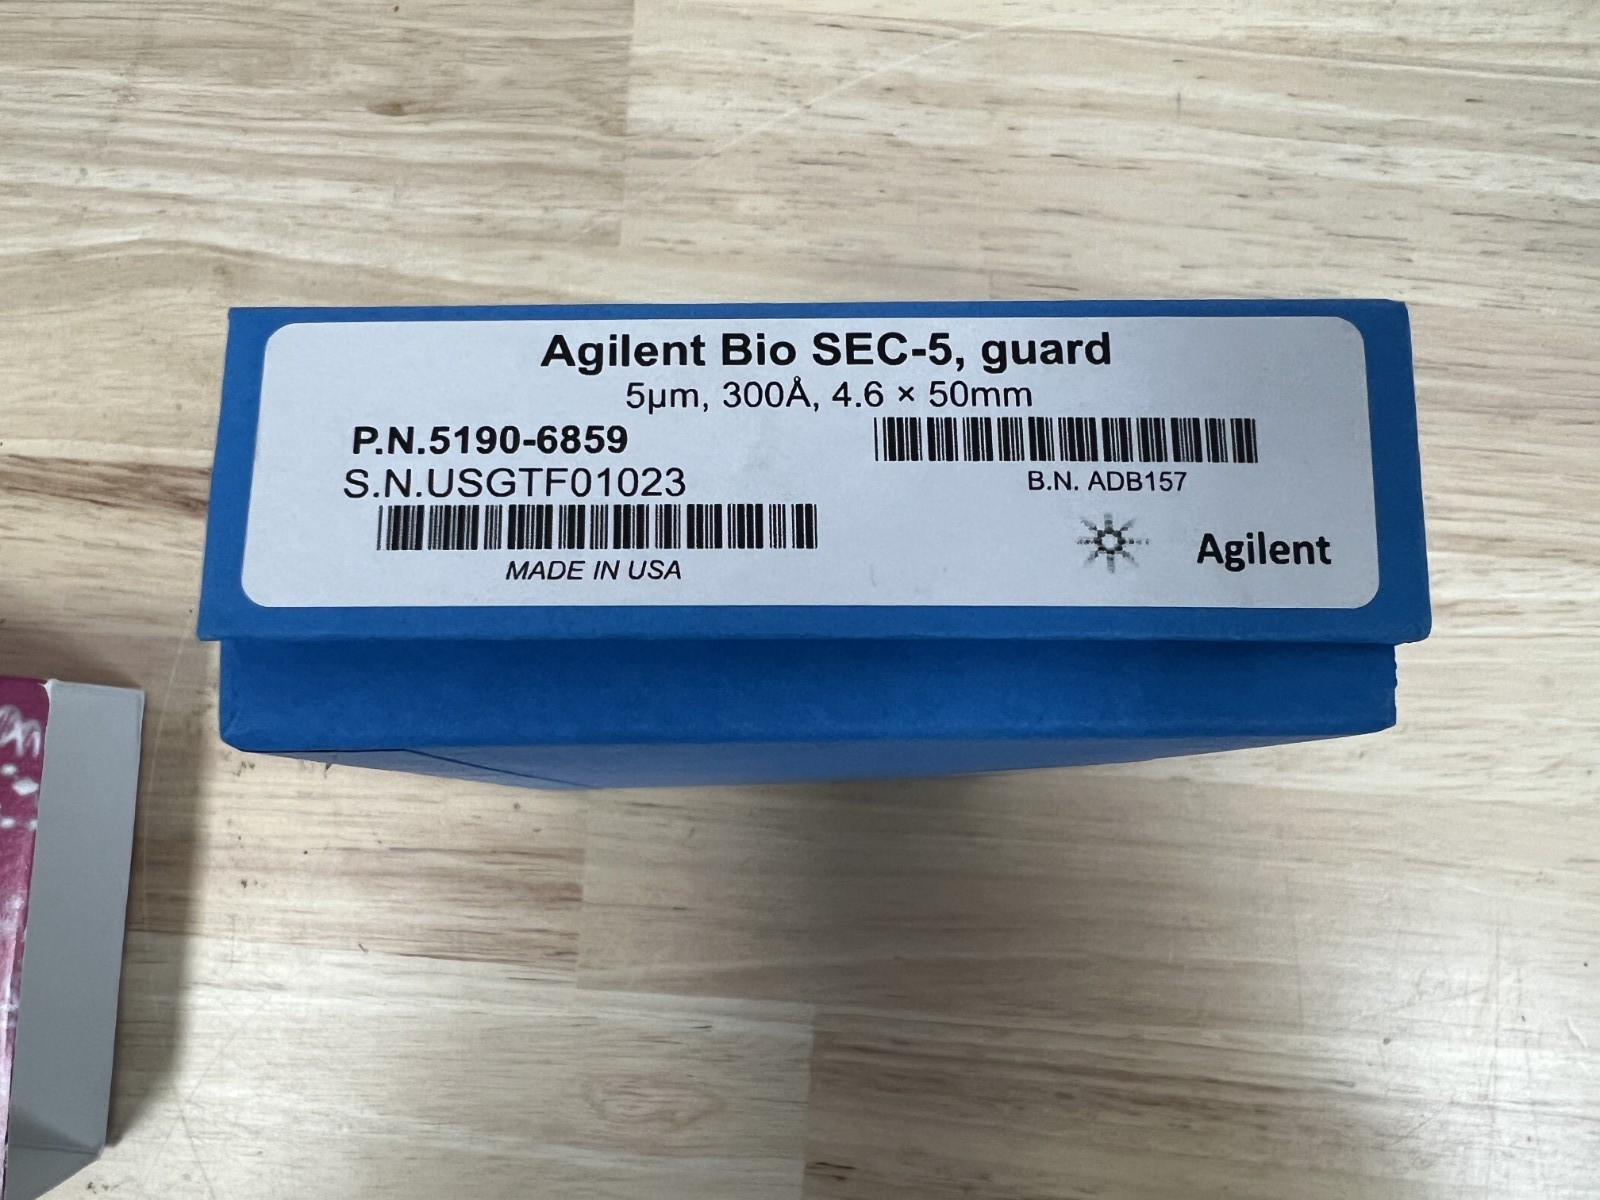 Agilent Bio SEC-5, guard
5µm, 300Å, 4.6 × 50mm
P.N.5190-6859
S.N.USGTF01023
MADE IN USA
B.N. ADB157
Agilent